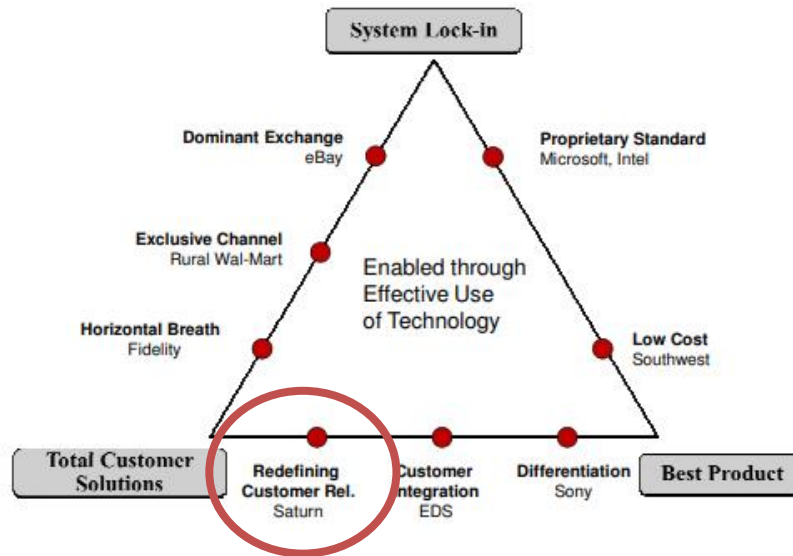 System Lock-in
Dominant Exchange
eBay
Proprietary Standard
Microsoft, Intel
Exclusive Channel
Rural Wal-Mart
Enabled through
Effective Use
of Technology
Horizontal Breath
Fidelity
Low Cost
Southwest
Total Customer
Solutions
Redefining
Customer Rel.
Saturn
Customer
Integration
EDS
Differentiation
Sony
Best Product